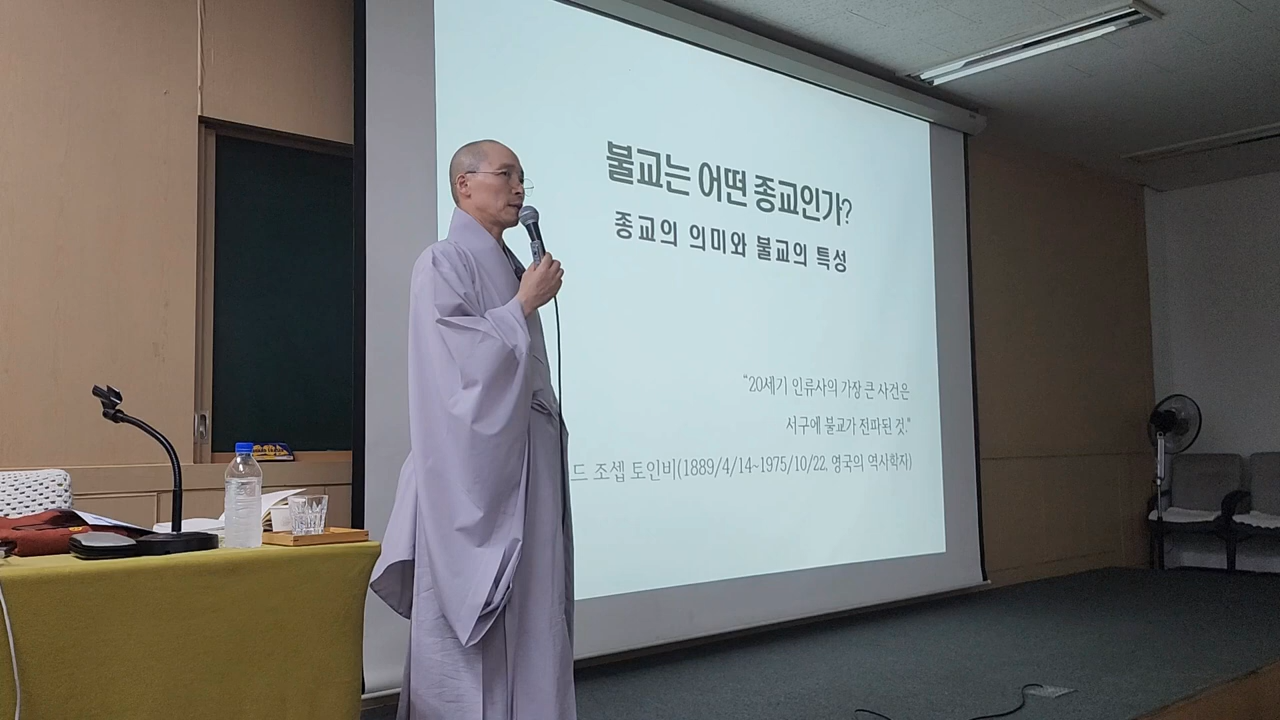 불교는 어떤 종교인가?
종교의 의미와 불교의 특성
“20세기 인류사의 가장 큰 사건은
서구에 불교가 전파된 것.”
드 조셉 토인비(1889/4/14~1975/10/22, 영국의 역사학자)